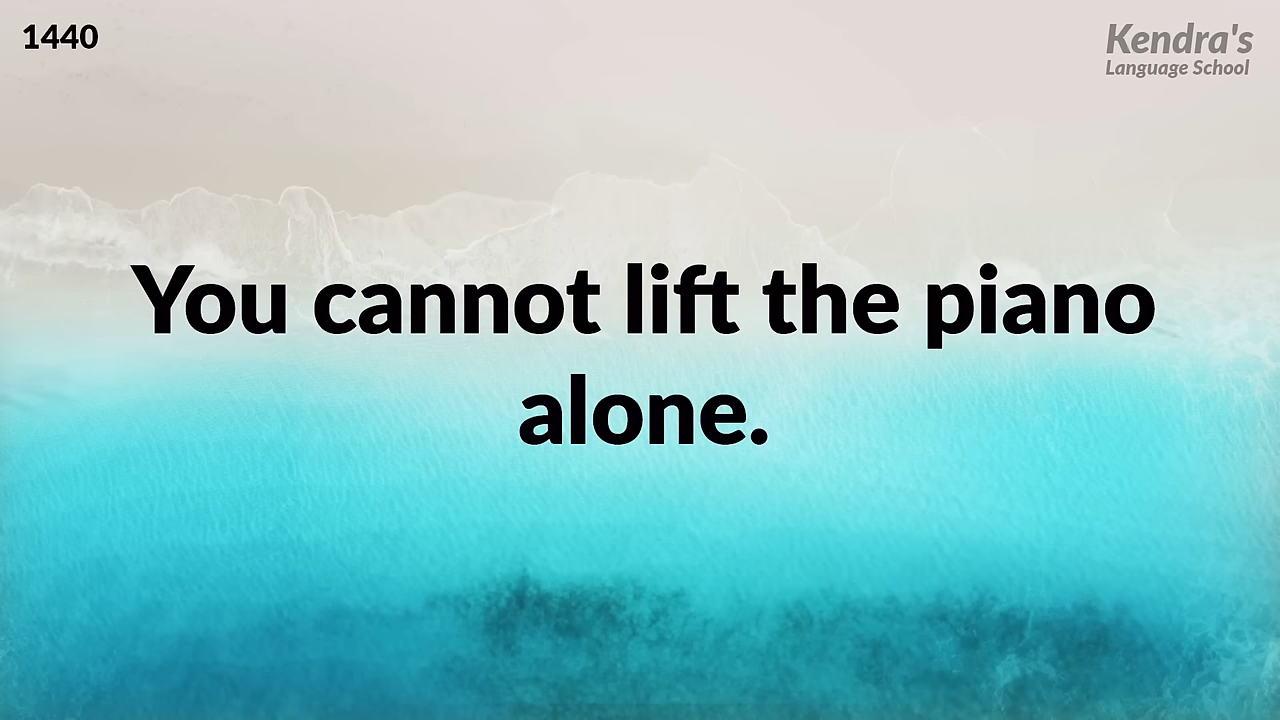 1440
Kendra's
Language School
You cannot lift the piano
alone.